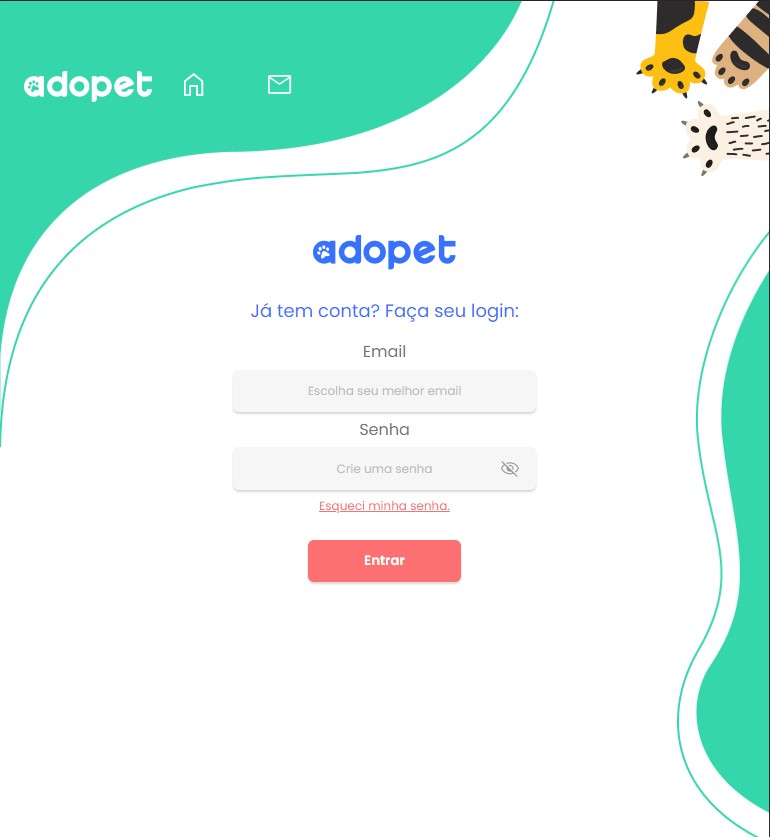 adopet
adopet
Já tem conta? Faça seu login:
Email
Escolha seu melhor email
Senha
Crie uma senha
Esqueci minha senha.
Entrar